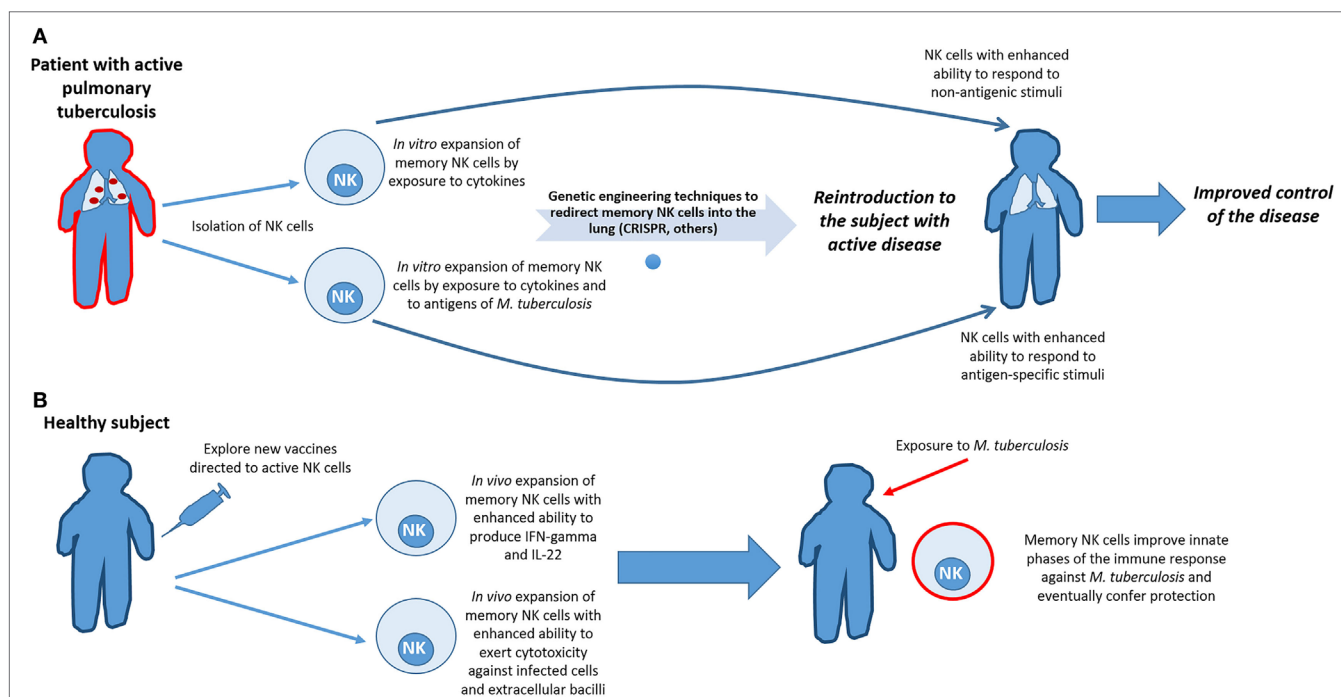 A
Patient with active
pulmonary
tuberculosis
Isolation of NK cells
NK
In vitro expansion of
memory NK cells by
exposure to cytokines
NK
In vitro expansion of memory NK
cells by exposure to cytokines and
to antigens of M. tuberculosis
Genetic engineering techniques to
redirect memory NK cells into the
lung (CRISPR, others)
Reintroduction to
the subject with
active disease
NK cells with enhanced
ability to respond to
non-antigenic stimuli
NK cells with enhanced
ability to respond to
antigen-specific stimuli
Improved control
of the disease
B
Healthy subject
Explore new vaccines
directed to active NK cells
NK
In vivo expansion of
memory NK cells with
enhanced ability to
produce IFN-gamma
and IL-22
NK
In vivo expansion of
memory NK cells with
enhanced ability to
exert cytotoxicity
against infected cells
and extracellular bacilli
Exposure to M. tuberculosis
NK
Memory NK cells improve innate
phases of the immune response
against M. tuberculosis and
eventually confer protection